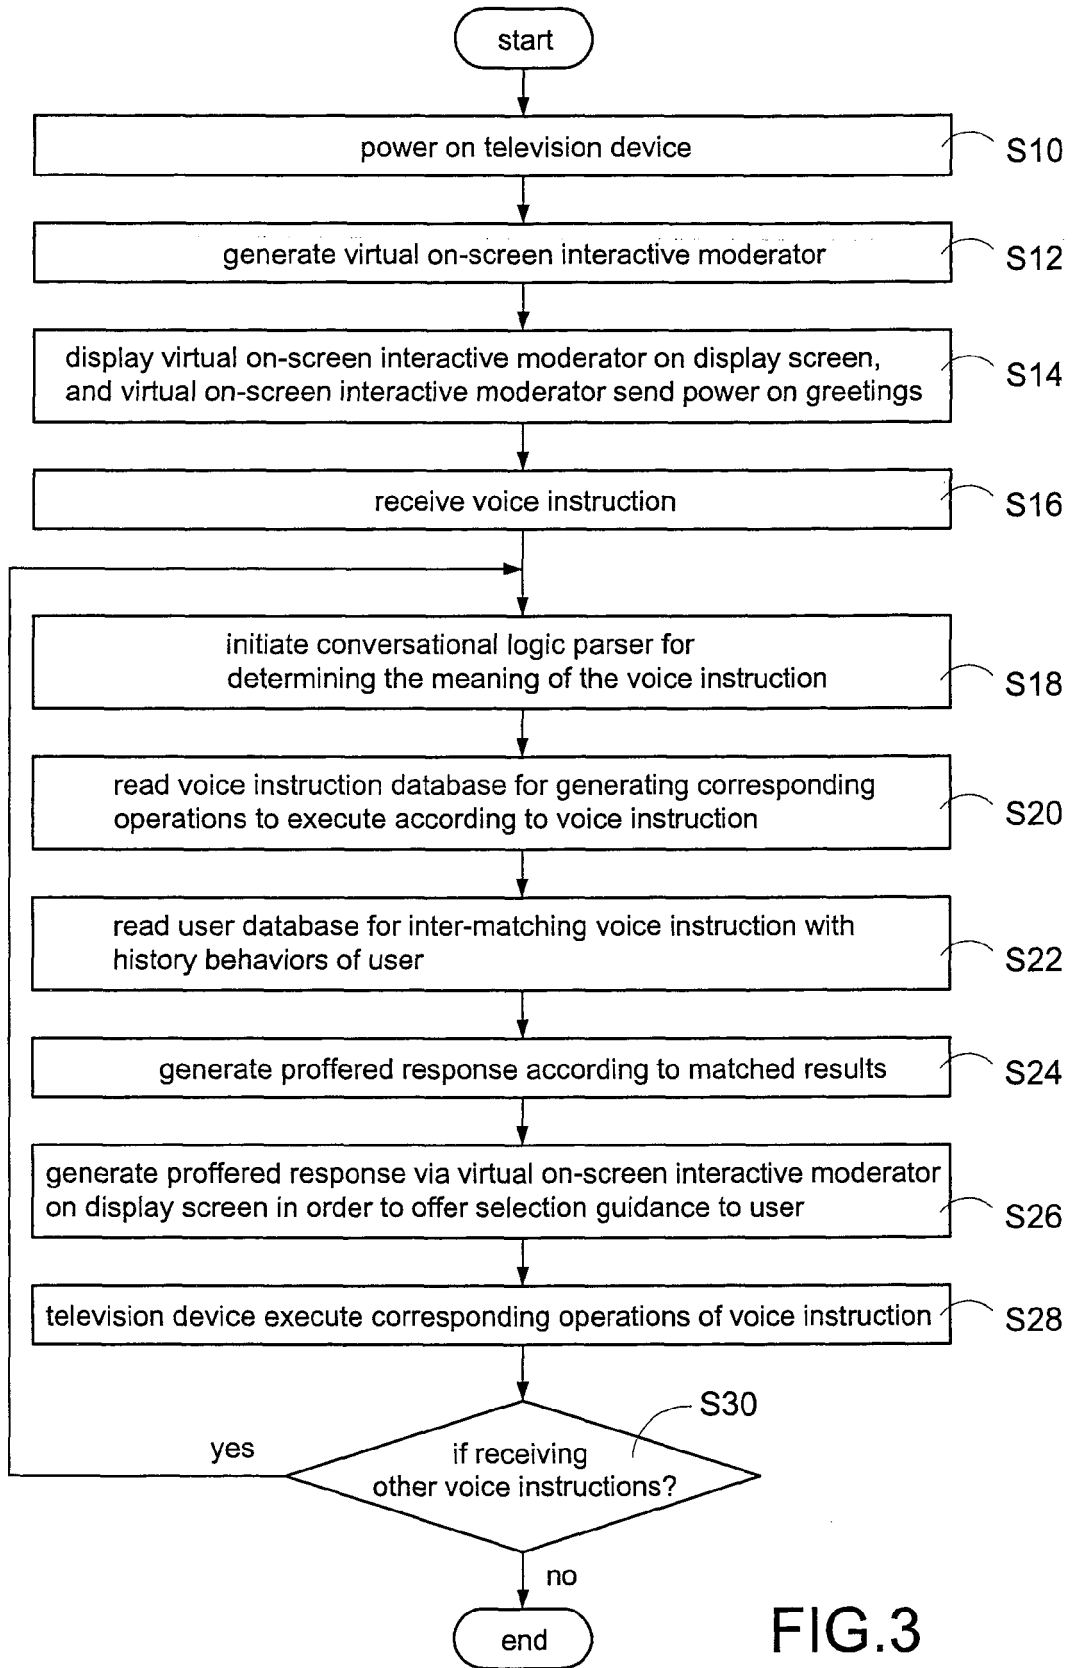 start
power on television device
S10
generate virtual on-screen interactive moderator
S12
display virtual on-screen interactive moderator on display screen,
and virtual on-screen interactive moderator send power on greetings
S14
receive voice instruction
S16
initiate conversational logic parser for
determining the meaning of the voice instruction
S18
read voice instruction database for generating corresponding
operations to execute according to voice instruction
S20
read user database for inter-matching voice instruction with
history behaviors of user
S22
generate proffered response according to matched results
S24
generate proffered response via virtual on-screen interactive moderator
on display screen in order to offer selection guidance to user
S26
television device execute corresponding operations of voice instruction
S28
S30
yes
if receiving
other voice instructions?
no
end
FIG.3